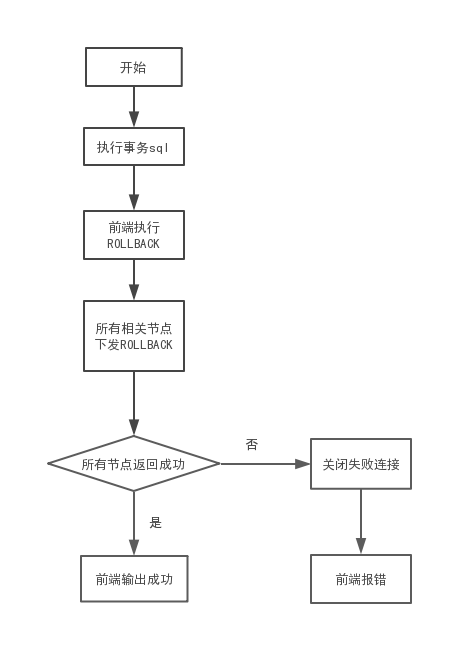 开始
执行事务sql
前端执行
ROLLBACK
所有相关节点
下发ROLLBACK
所有节点返回成功
否
关闭失败连接
是
前端输出成功
前端报错